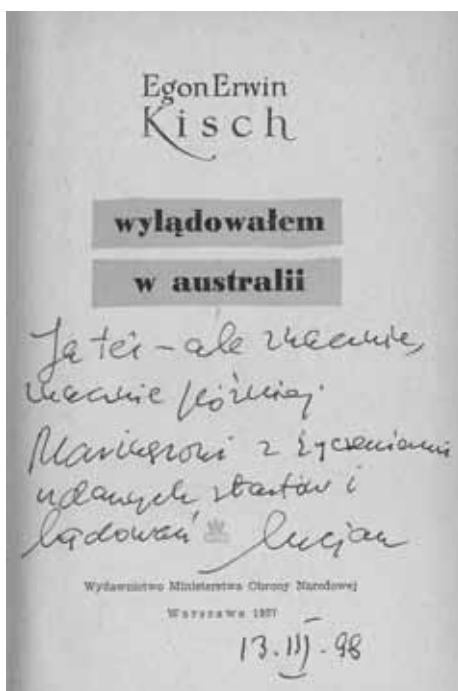 Egon Erwin
Kisch
wylądowałem
w australii
Ja też – ale znacznie,
znacznie później
z życzeniami
udanych startów i
lądowań Lucjan
Wydawnictwo Ministerstwa Obrony Narodowej
Warszawa 1957
13.III.98